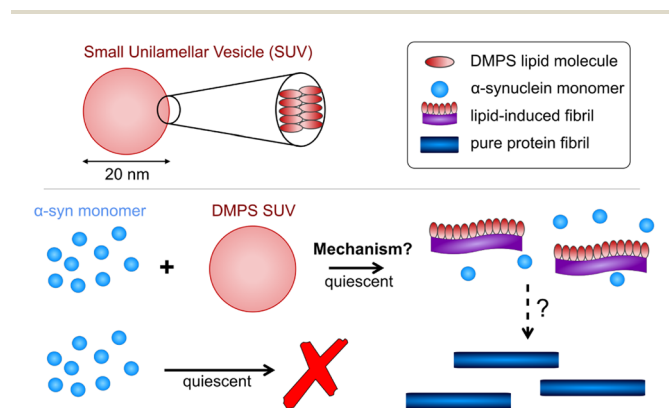 Small Unilamellar Vesicle (SUV)
20 nm
DMPS lipid molecule
α-synuclein monomer
lipid-induced fibril
pure protein fibril
α-syn monomer
DMPS SUV
+
Mechanism?
quiescent
?
quiescent